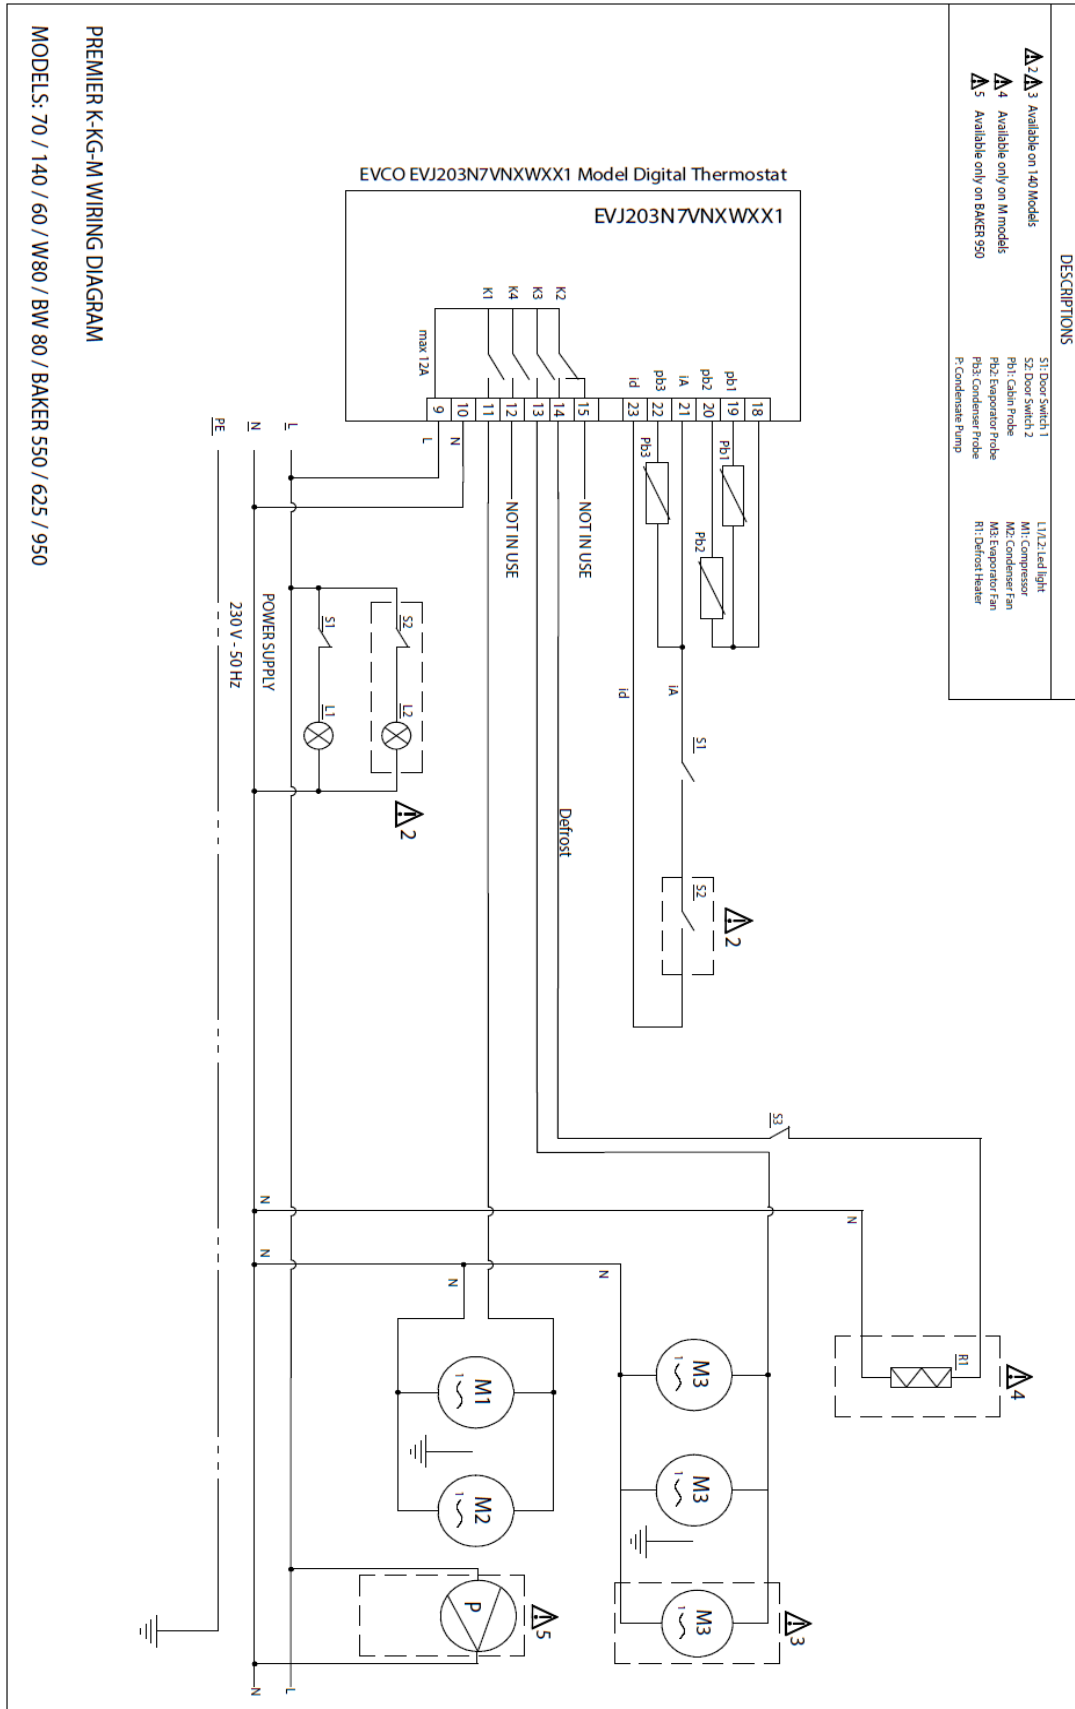 DESCRIPTIONS
2 3 Available on 140 Models
4 Available only on M models
5 Available only on BAKER 950
S1: Door Switch 1
S2: Door Switch 2
Pb1: Cabin Probe
Pb2: Evaporator Probe
Pb3: Condenser Probe
P: Condensate Pump
L1/L2: Led light
M1: Compressor
M2: Condenser Fan
M3: Evaporator Fan
R1: Defrost Heater
EVCO EVJ203N7VNXWXX1 Model Digital Thermostat
EVJ203N7VNXWXX1
K1
K4
K3
K2
max 12A
id
pb3
iA
pb2
pb1
9
10
11
12
13
14
15
23
22
21
20
19
18
L
N
PE
N
L
Pb3
Pb1
Pb2
NOT IN USE
NOT IN USE
S1
S2
L1
L2
2
POWER SUPPLY
230 V - 50 Hz
id
iA
S1
S2
2
Defrost
S3
N
N
N
N
N
R1
4
M1
1
M2
1
M3
1
M3
1
M3
1
3
P
5
N
L
PREMIER K-KG-M WIRING DIAGRAM
MODELS: 70 / 140 / 60 / W80 / BW 80 / BAKER 550 / 625 / 950